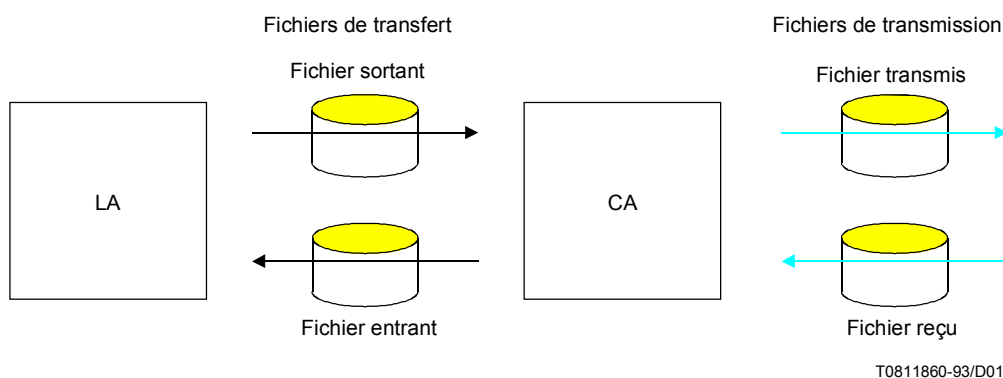 Fichiers de transfert
Fichiers de transmission
Fichier sortant
Fichier transmis
LA
CA
Fichier entrant
Fichier reçu
T0811860-93/D01